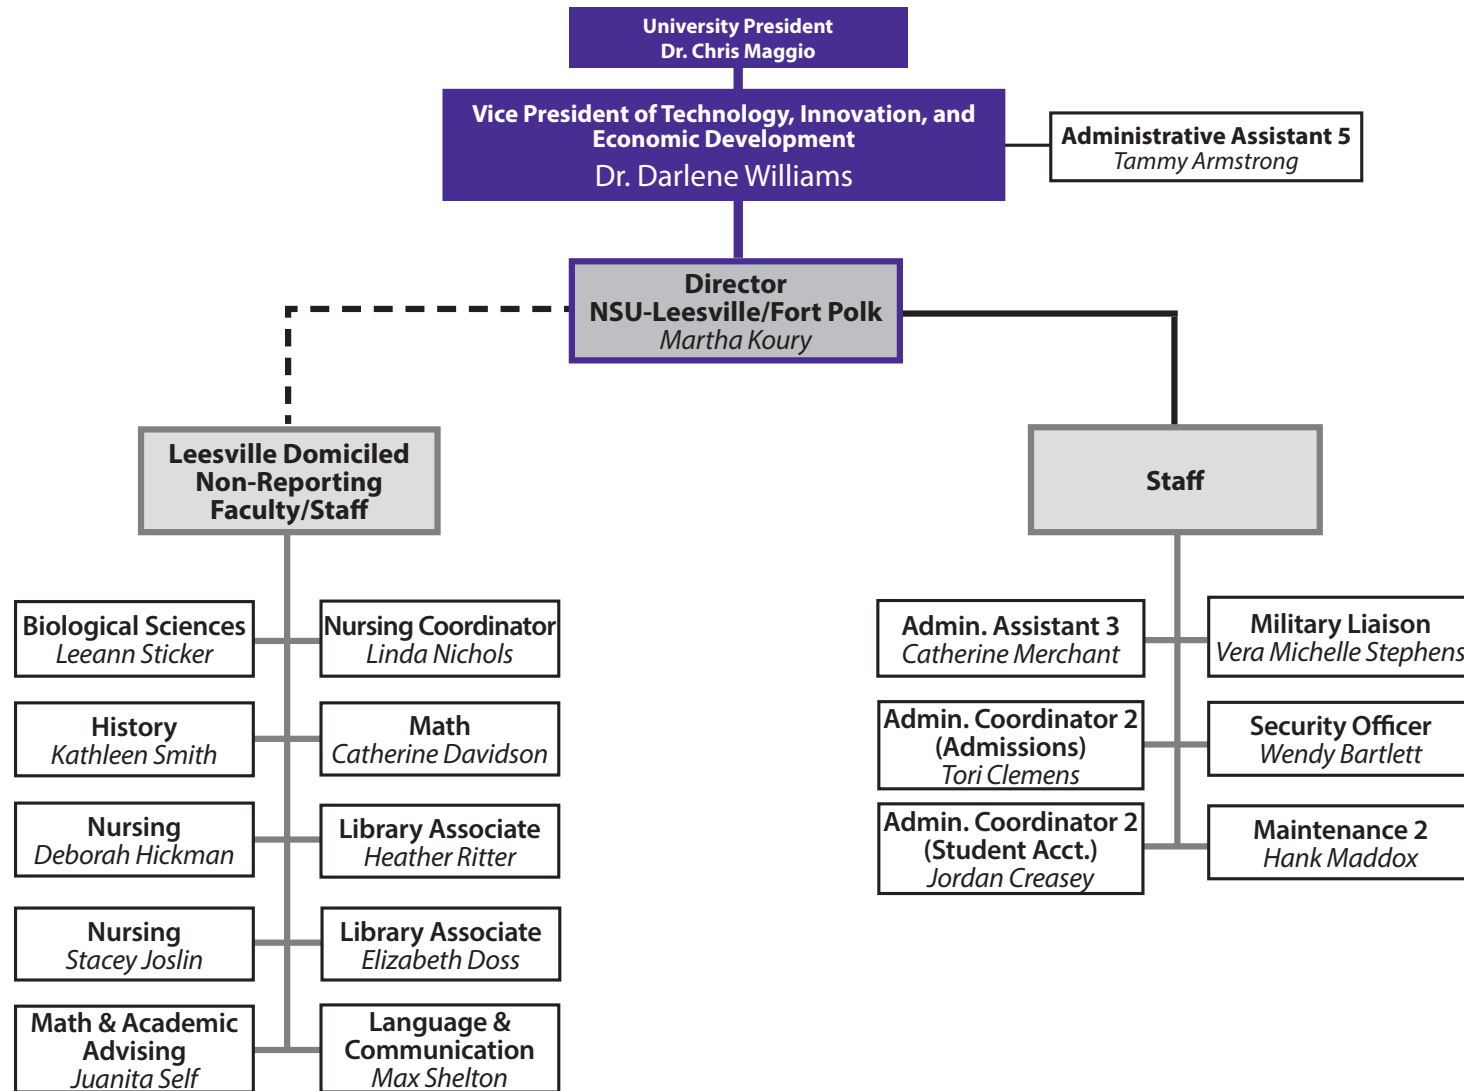 University President
Dr. Chris Maggio
Vice President of Technology, Innovation, and
Economic Development
Dr. Darlene Williams
Administrative Assistant 5
Tammy Armstrong
Director
NSU-Leesville/Fort Polk
Martha Koury
Leesville Domiciled
Non-Reporting
Faculty/Staff
Staff
Biological Sciences
Leeann Sticker
Nursing Coordinator
Linda Nichols
History
Kathleen Smith
Math
Catherine Davidson
Nursing
Deborah Hickman
Library Associate
Heather Ritter
Nursing
Stacey Joslin
Library Associate
Elizabeth Doss
Math & Academic
Advising
Juanita Self
Language &
Communication
Max Shelton
Admin. Assistant 3
Catherine Merchant
Military Liaison
Vera Michelle Stephens
Admin. Coordinator 2
(Admissions)
Tori Clemens
Security Officer
Wendy Bartlett
Admin. Coordinator 2
(Student Acct.)
Jordan Creasey
Maintenance 2
Hank Maddox